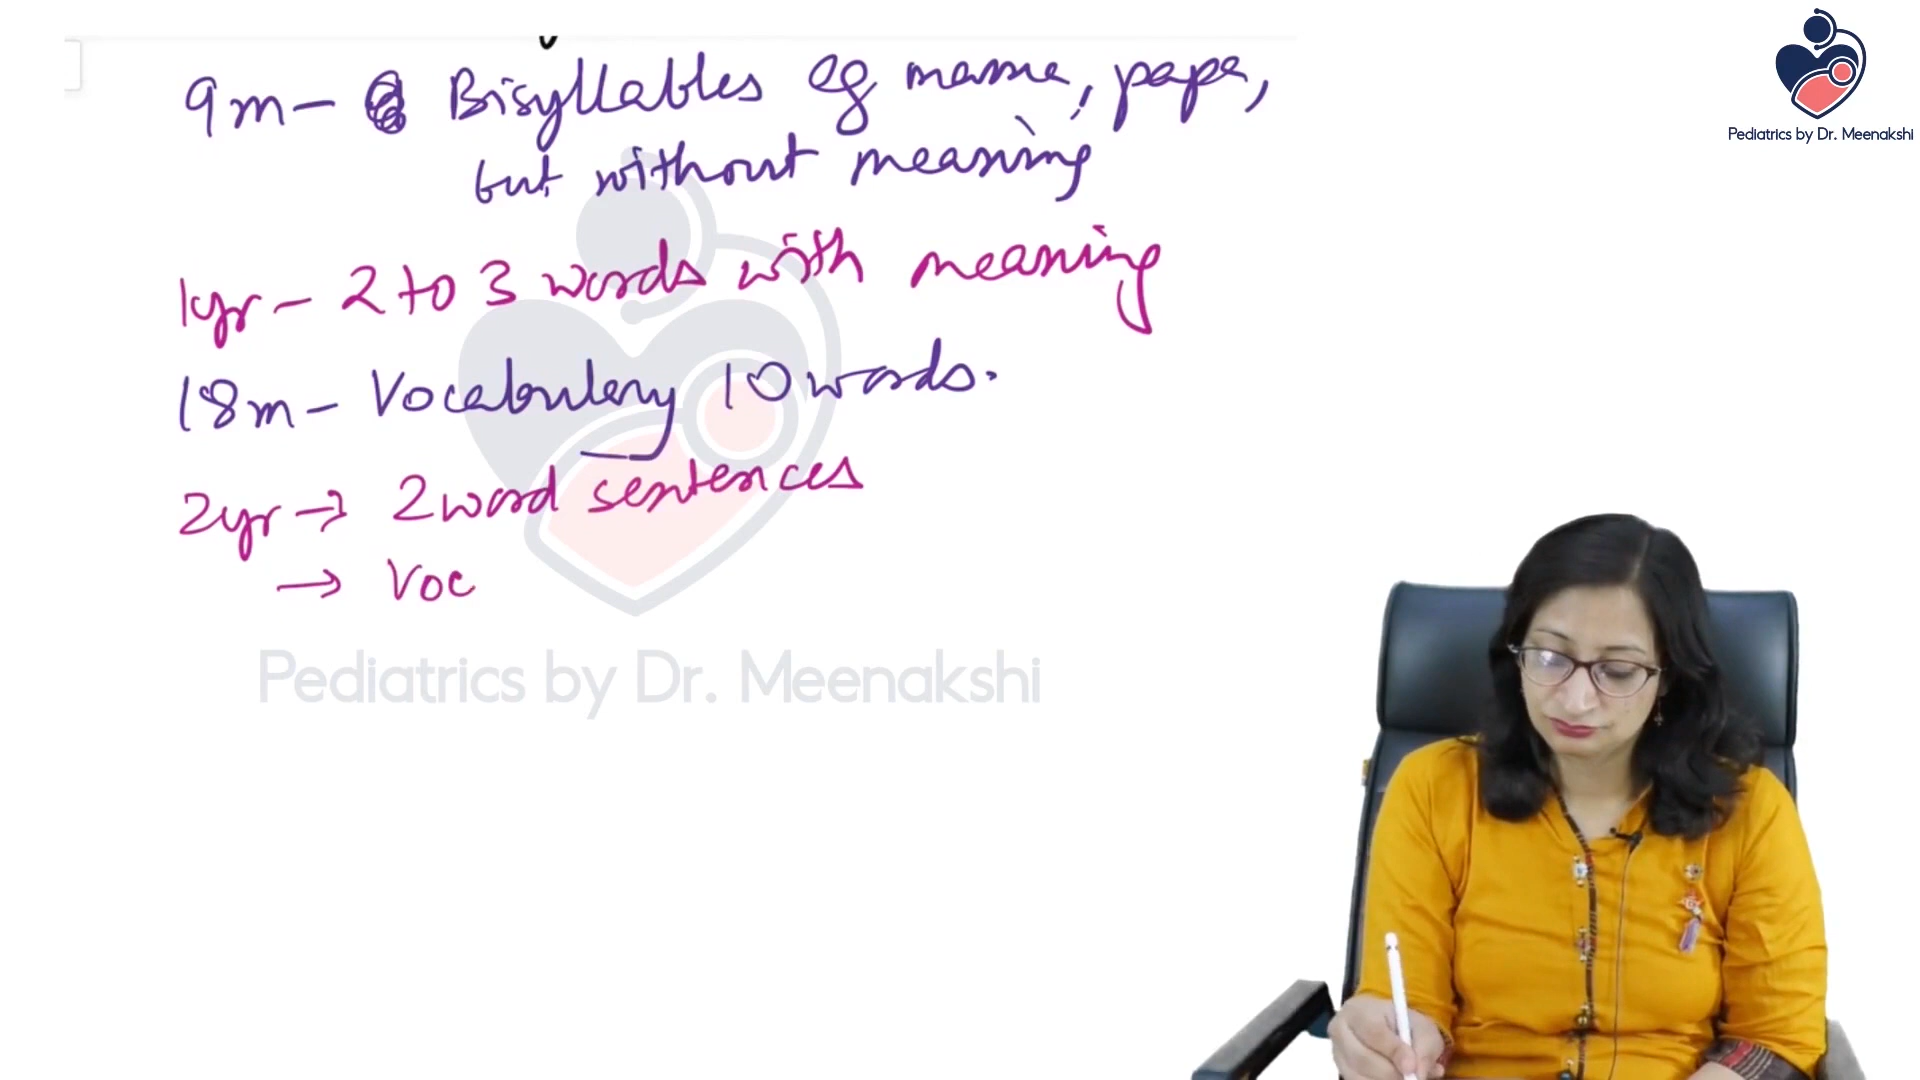 9m - Bisyllables eg mama, papa,
but without meaning
1yr - 2 to 3 words with meaning
18m - Vocabulary 10 words.
2yr → 2 word sentences
→ Voc
Pediatrics by Dr. Meenakshi
Pediatrics by Dr. Meenakshi